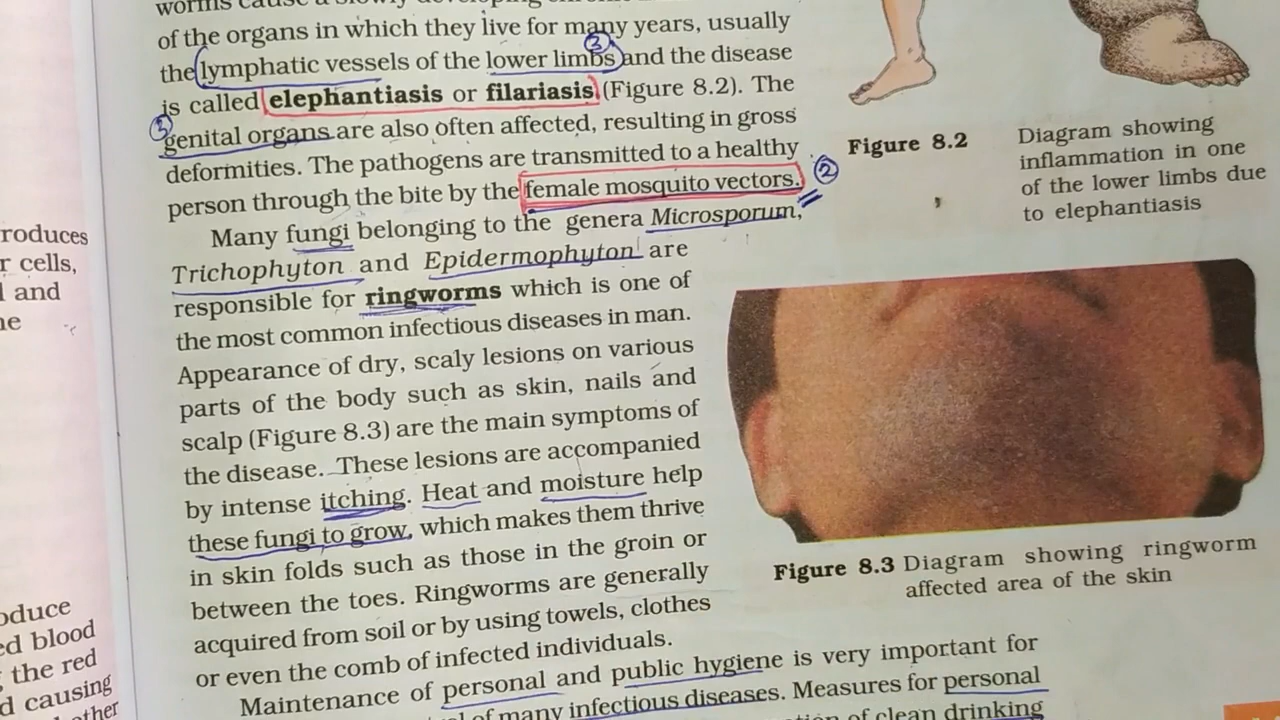 of the organs in which they live for many years, usually
the lymphatic vessels of the lower limbs and the disease
is called elephantiasis or filariasis (Figure 8.2). The
genital organs are also often affected, resulting in gross
deformities. The pathogens are transmitted to a healthy
person through the bite by the female mosquito vectors.
Many fungi belonging to the genera Microsporum,
Trichophyton and Epidermophyton are
responsible for ringworms which is one of
the most common infectious diseases in man.
Appearance of dry, scaly lesions on various
parts of the body such as skin, nails and
scalp (Figure 8.3) are the main symptoms of
the disease. These lesions are accompanied
by intense itching. Heat and moisture help
these fungi to grow, which makes them thrive
in skin folds such as those in the groin or
between the toes. Ringworms are generally
acquired from soil or by using towels, clothes
or even the comb of infected individuals.
Maintenance of personal and public hygiene is very important for
of many infectious diseases. Measures for personal
of clean drinking
3
3
2
Figure 8.2 Diagram showing
inflammation in one
of the lower limbs due
to elephantiasis
Figure 8.3 Diagram showing ringworm
affected area of the skin
roduces
r cells,
and
oduce
ed blood
the red
d causing
other